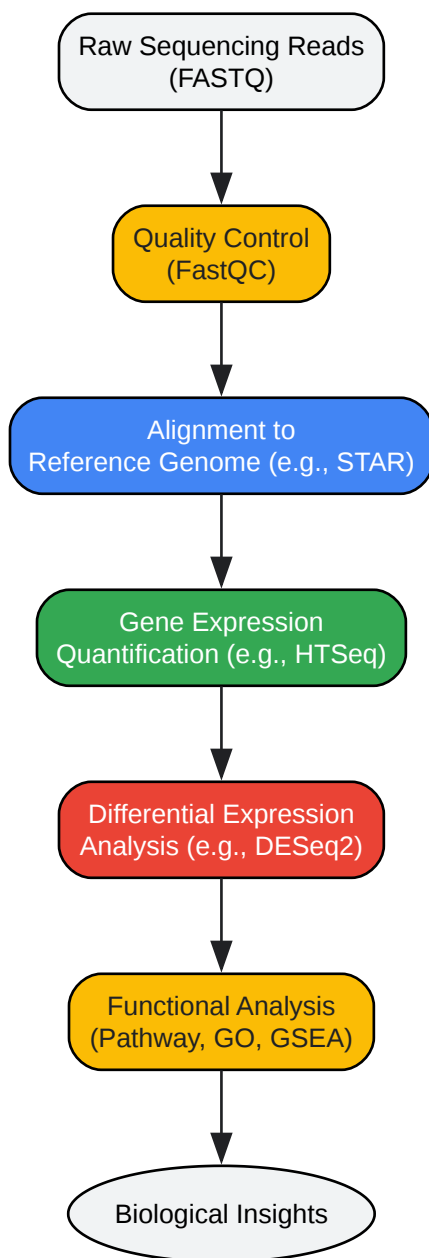 Raw Sequencing Reads
(FASTQ)
Quality Control
(FastQC)
Alignment to
Reference Genome (e.g., STAR)
Gene Expression
Quantification (e.g., HTSeq)
Differential Expression
Analysis (e.g., DESeq2)
Functional Analysis
(Pathway, GO, GSEA)
Biological Insights